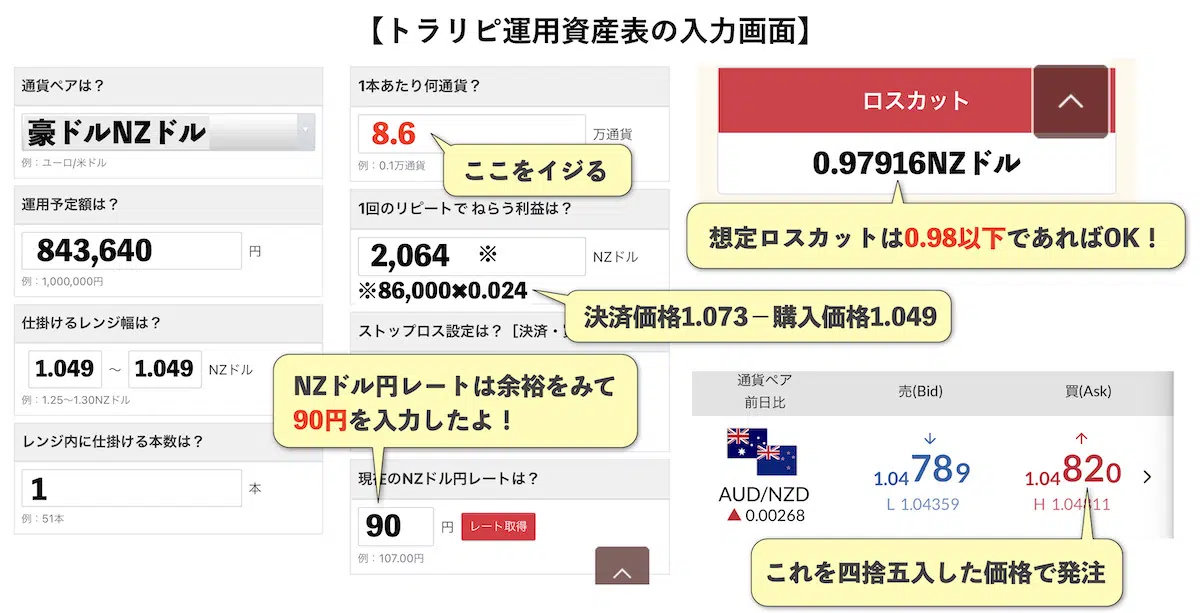 【トラリピ運用資産表の入力画面】
通貨ペアは？
豪ドルNZドル
例：ユーロ/米ドル
運用予定額は？
843,640 円
例：1,000,000円
仕掛けるレンジ幅は？
1.049 ～ 1.049 NZドル
例：1.25～1.30NZドル
レンジ内に仕掛ける本数は？
1 本
例：51本
1本あたり何通貨？
8.6 万通貨
例：0.1万通貨
ここをイジる
1回のリピートで ねらう利益は？
2,064 ※ NZドル
※86,000×0.024
決済価格1.073－購入価格1.049
ストップロス設定は？［決済・
NZドル円レートは余裕をみて
90円を入力したよ！
現在のNZドル円レートは？
90 円 レート取得
例：107.00円
ロスカット
0.97916NZドル
想定ロスカットは0.98以下であればOK！
通貨ペア
前日比
売(Bid)
買(Ask)
AUD/NZD
▲0.00268
↓
1.04789
L 1.04359
↑
1.04820
H 1.04811
これを四捨五入した価格で発注